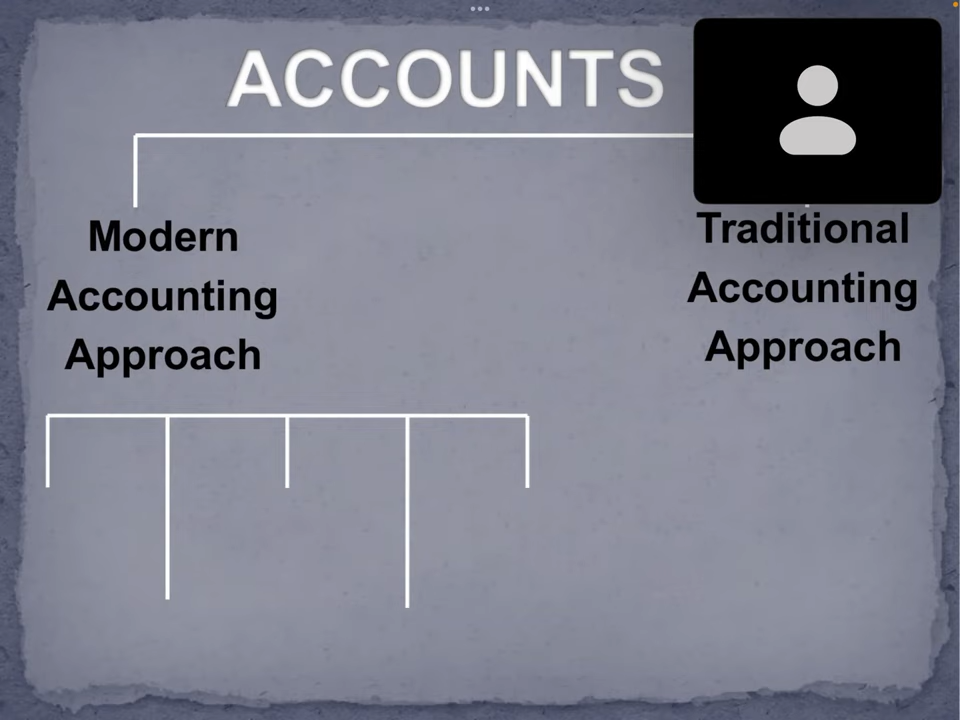 ACCOUNTS
Modern
Accounting
Approach
Traditional
Accounting
Approach